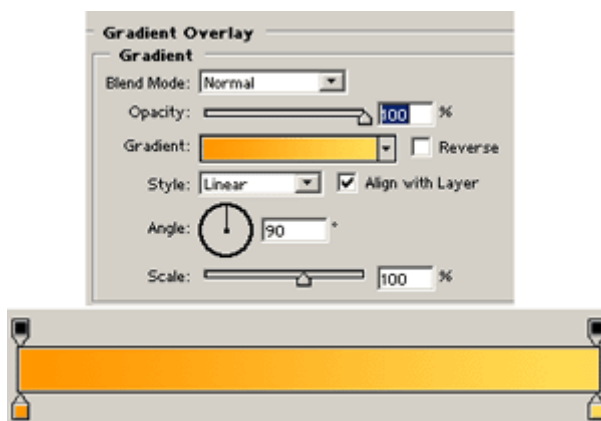 Gradient Overlay
Gradient
Blend Mode: Normal
Opacity: 100 %
Gradient: Reverse
Style: Linear Align with Layer
Angle: 90 °
Scale: 100 %